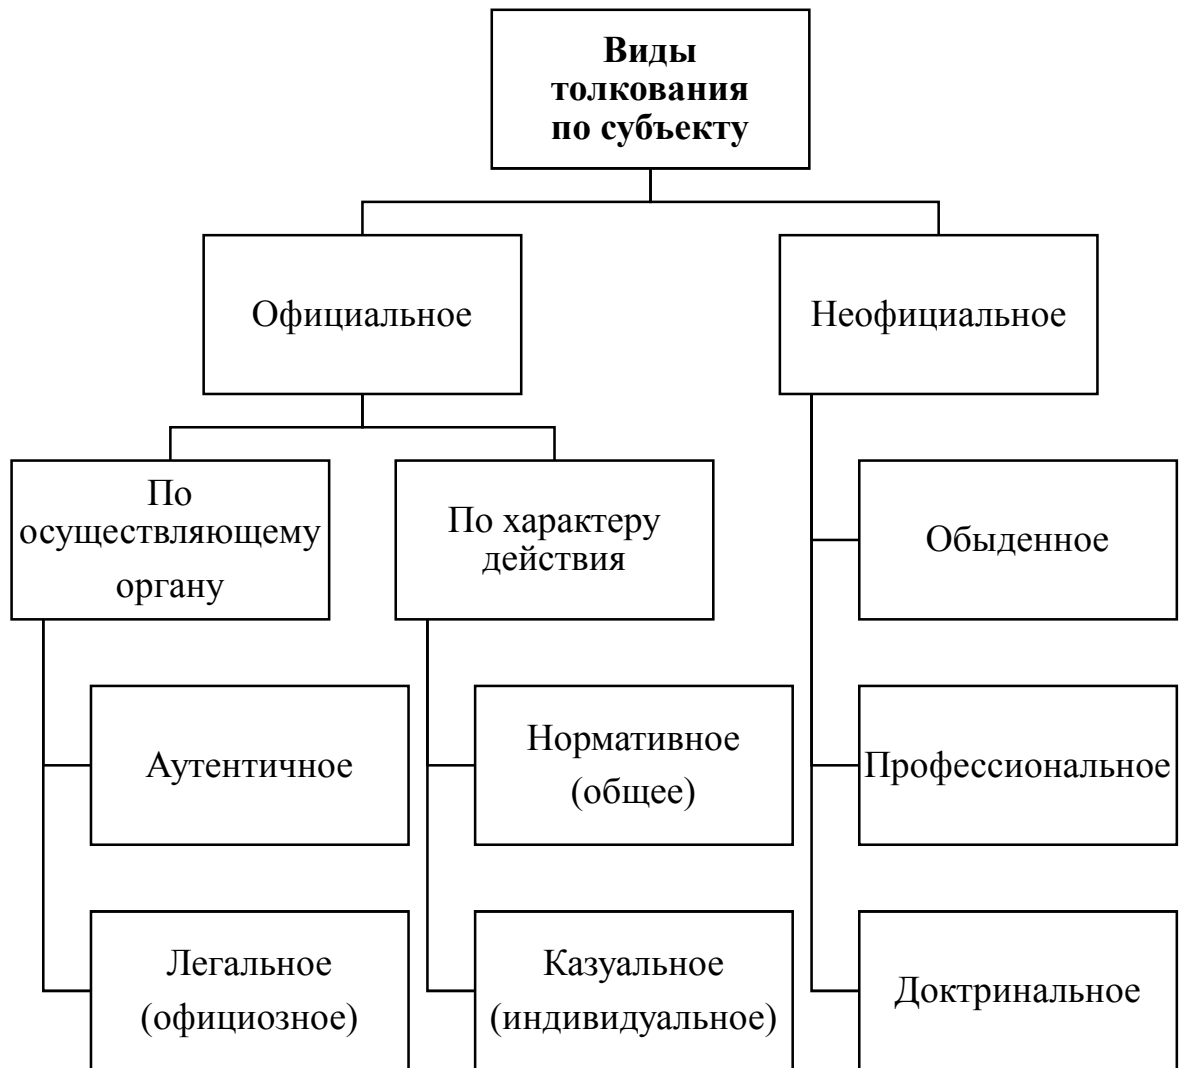 Виды
толкования
по субъекту
Официальное
Неофициальное
По
осуществляющему
органу
По характеру
действия
Обыденное
Аутентичное
Нормативное
(общее)
Профессиональное
Легальное
(официозное)
Казуальное
(индивидуальное)
Доктринальное